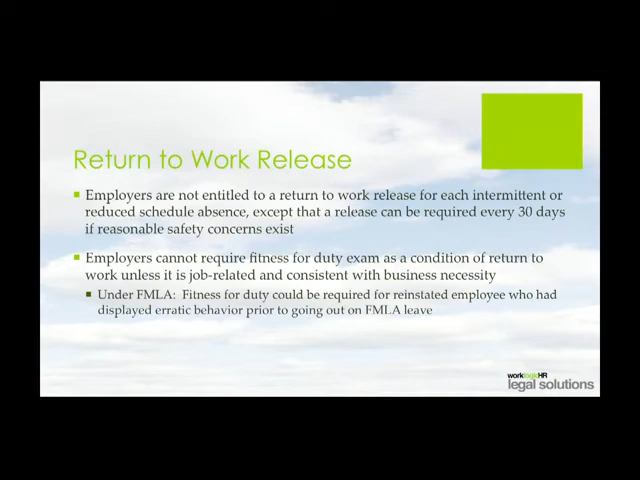 Return to Work Release
Employers are not entitled to a return to work release for each intermittent or
reduced schedule absence, except that a release can be required every 30 days
if reasonable safety concerns exist
Employers cannot require fitness for duty exam as a condition of return to
work unless it is job-related and consistent with business necessity
Under FMLA: Fitness for duty could be required for reinstated employee who had
displayed erratic behavior prior to going out on FMLA leave
worklogicHR
legal solutions